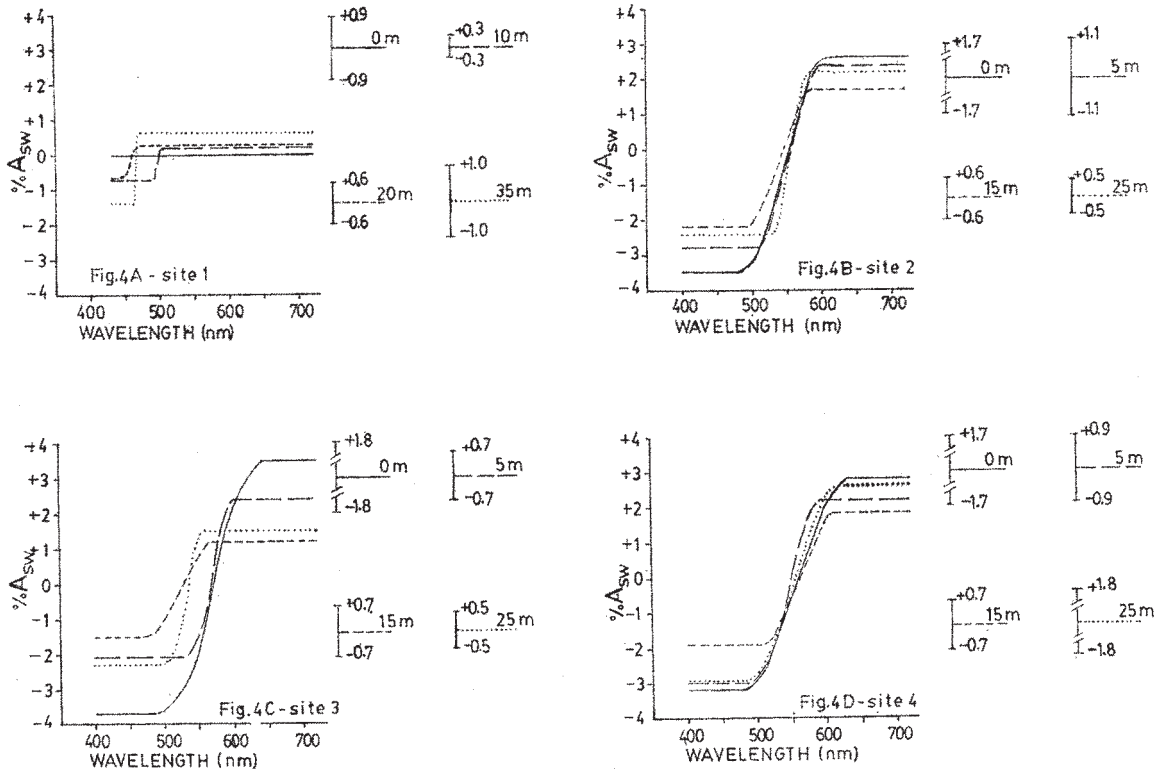 +4
+3
+2
+1
0
−1
−2
−3
−4
%Asw
400 500 600 700
WAVELENGTH (nm)
Fig.4A - site 1
+0.9
0 m
−0.9
+0.3
10 m
−0.3
+0.6
20 m
−0.6
+1.0
35 m
−1.0
+4
+3
+2
+1
0
−1
−2
−3
−4
%Asw
400 500 600 700
WAVELENGTH (nm)
Fig.4B - site 2
+1.7
0 m
−1.7
+1.1
5 m
−1.1
+0.6
15 m
−0.6
+0.5
25 m
−0.5
+4
+3
+2
+1
0
−1
−2
−3
−4
%Asw
400 500 600 700
WAVELENGTH (nm)
Fig.4C - site 3
+1.8
0 m
−1.8
+0.7
5 m
−0.7
+0.7
15 m
−0.7
+0.5
25 m
−0.5
+4
+3
+2
+1
0
−1
−2
−3
−4
%Asw
400 500 600 700
WAVELENGTH (nm)
Fig.4D - site 4
+1.7
0 m
−1.7
+0.9
5 m
−0.9
+0.7
15 m
−0.7
+1.8
25 m
−1.8